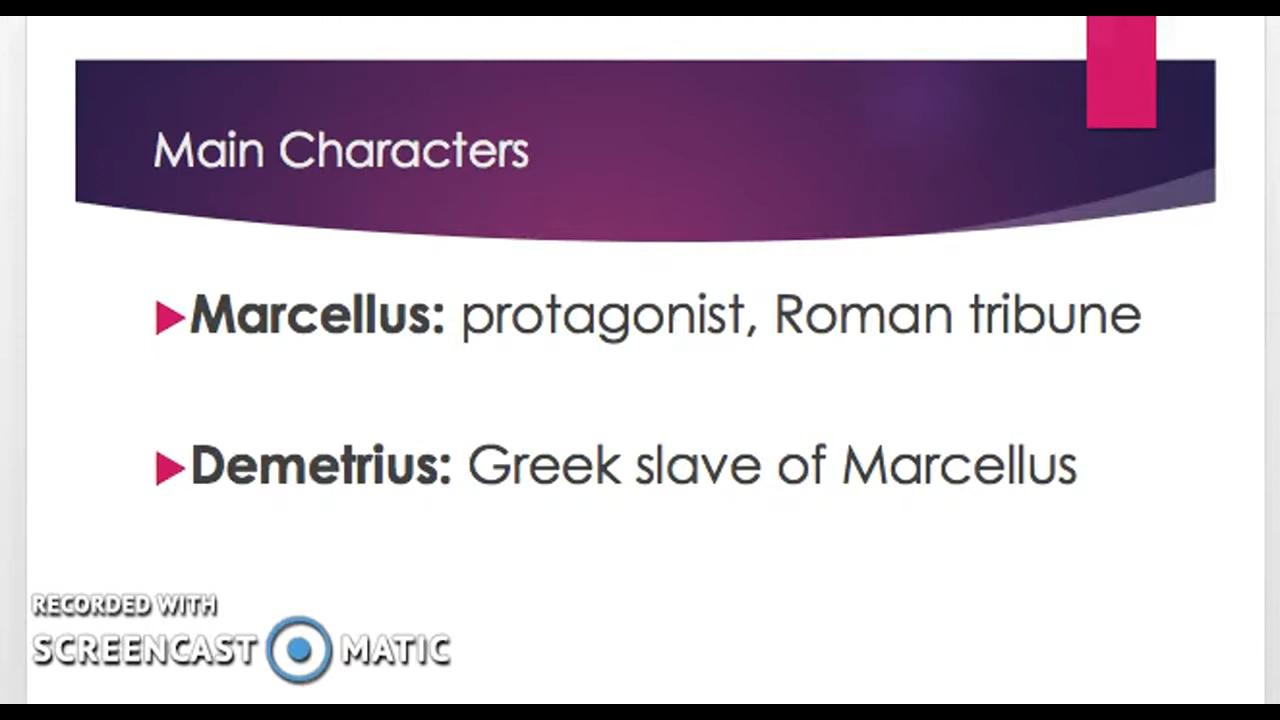 Main Characters
Marcellus: protagonist, Roman tribune
Demetrius: Greek slave of Marcellus
RECORDED WITH
SCREENCAST MATIC